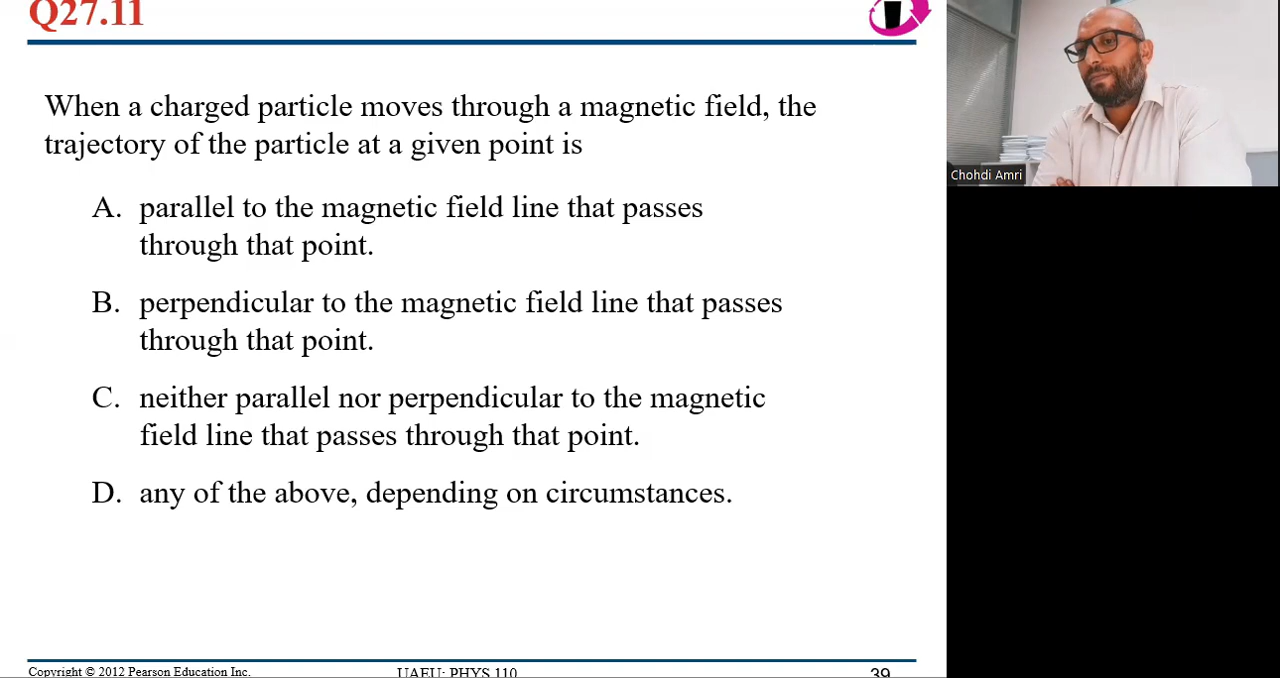 Q27.11
When a charged particle moves through a magnetic field, the
trajectory of the particle at a given point is
A. parallel to the magnetic field line that passes
through that point.
B. perpendicular to the magnetic field line that passes
through that point.
C. neither parallel nor perpendicular to the magnetic
field line that passes through that point.
D. any of the above, depending on circumstances.
Copyright © 2012 Pearson Education Inc.
UAEU: PHYS 110
39
Chohdi Amri